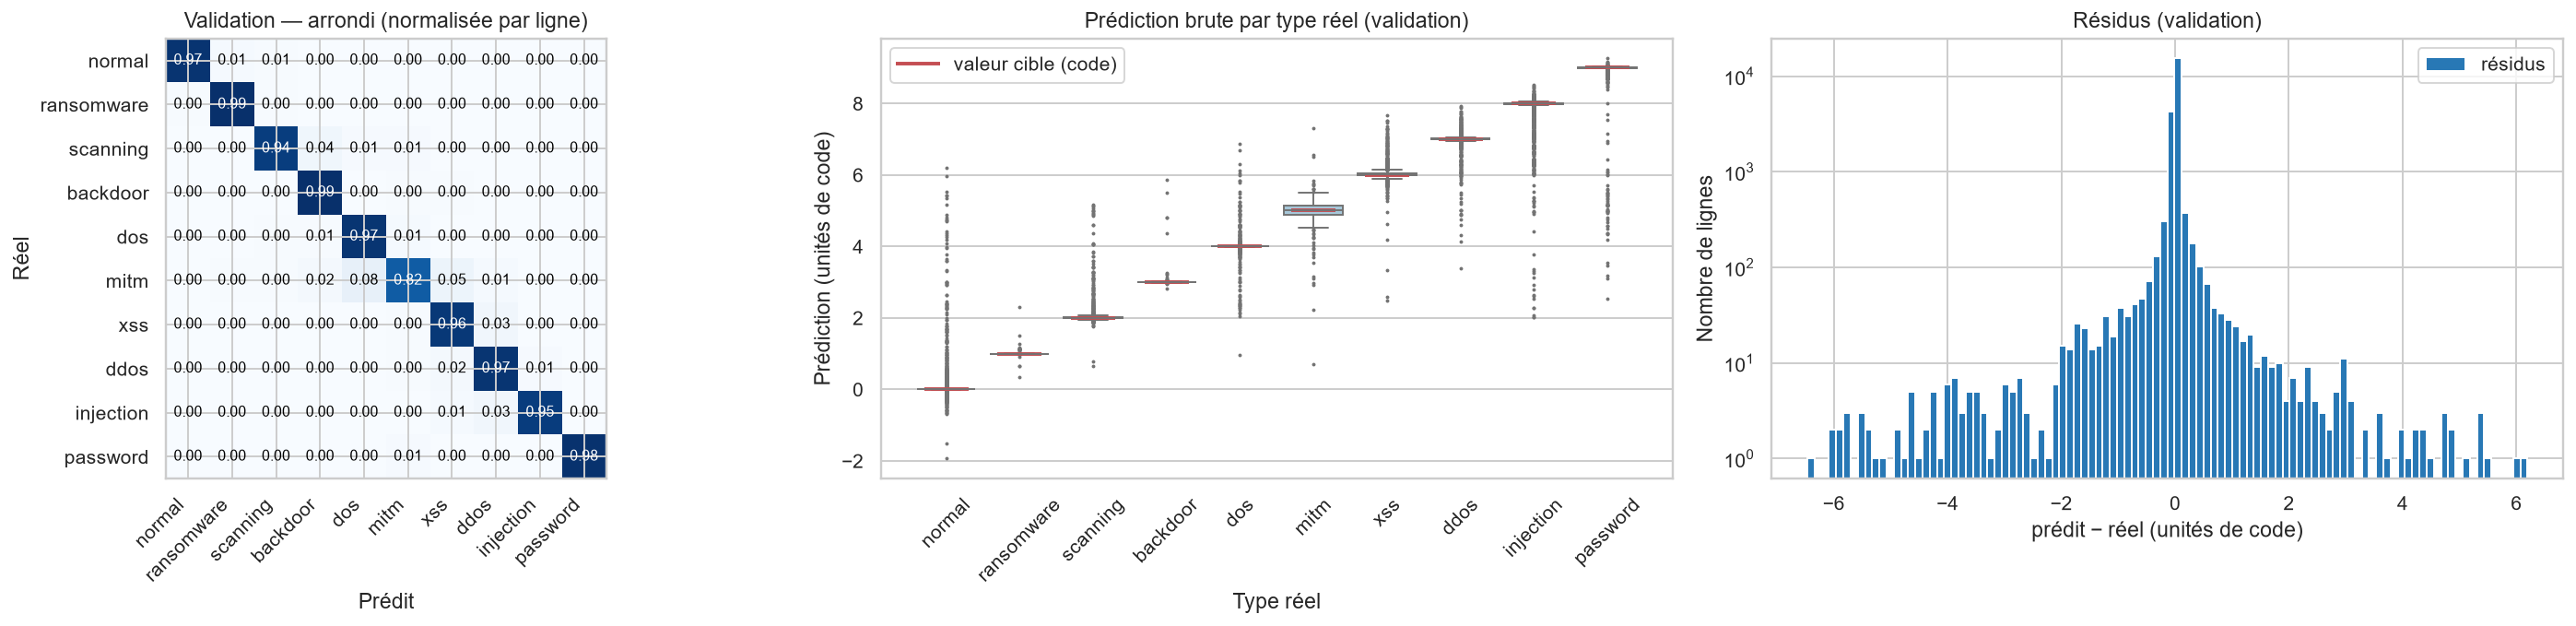 Validation — arrondi (normalisée par ligne)
Réel
normal 0.97 0.01 0.01 0.00 0.00 0.00 0.00 0.00 0.00 0.00
ransomware 0.00 0.99 0.00 0.00 0.00 0.00 0.00 0.00 0.00 0.00
scanning 0.00 0.00 0.94 0.04 0.01 0.01 0.00 0.00 0.00 0.00
backdoor 0.00 0.00 0.00 0.99 0.00 0.00 0.00 0.00 0.00 0.00
dos 0.00 0.00 0.00 0.01 0.97 0.01 0.00 0.00 0.00 0.00
mitm 0.00 0.00 0.00 0.02 0.08 0.82 0.05 0.01 0.00 0.00
xss 0.00 0.00 0.00 0.00 0.00 0.00 0.96 0.03 0.00 0.00
ddos 0.00 0.00 0.00 0.00 0.00 0.00 0.02 0.97 0.01 0.00
injection 0.00 0.00 0.00 0.00 0.00 0.00 0.01 0.03 0.95 0.00
password 0.00 0.00 0.00 0.00 0.00 0.01 0.00 0.00 0.00 0.98
normal ransomware scanning backdoor dos mitm xss ddos injection password
Prédit
Prédiction brute par type réel (validation)
valeur cible (code)
Prédiction (unités de code)
8
6
4
2
0
−2
normal ransomware scanning backdoor dos mitm xss ddos injection password
Type réel
Résidus (validation)
résidus
Nombre de lignes
10⁴
10³
10²
10¹
10⁰
−6 −4 −2 0 2 4 6
prédit − réel (unités de code)